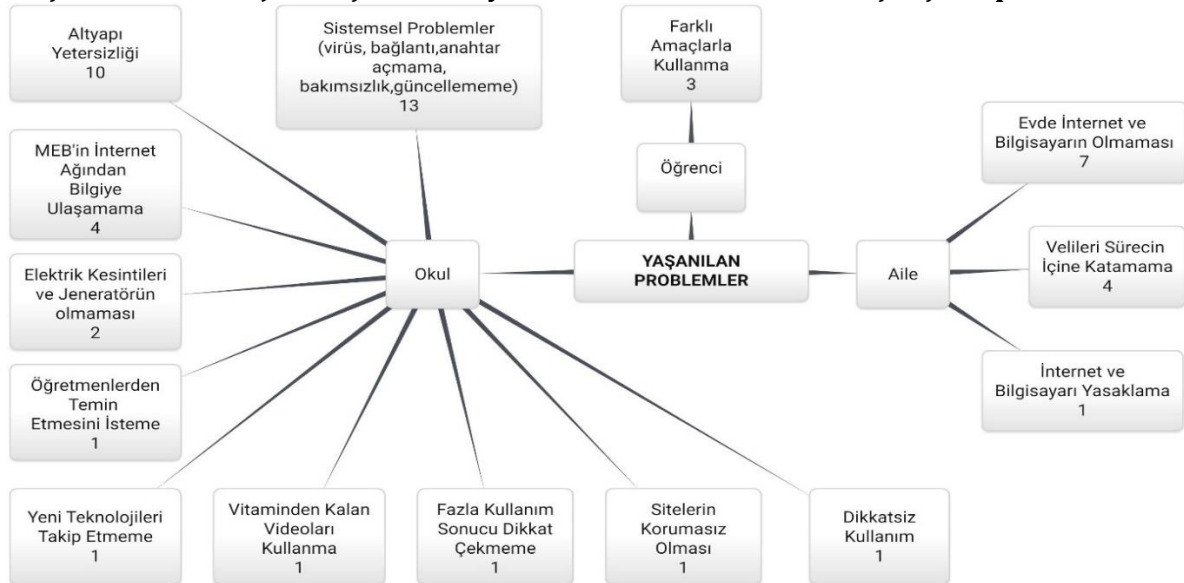 Altyapı
Yetersizliği
10
Sistemsel Problemler
(virüs, bağlantı,anahtar
açmama,
bakımsızlık,güncellememe)
13
Farklı
Amaçlarla
Kullanma
3
MEB'in İnternet
Ağından
Bilgiye
Ulaşamama
4
Öğrenci
Evde İnternet ve
Bilgisayarın Olmaması
7
Elektrik Kesintileri
ve Jeneratörün
olmaması
2
Okul
YAŞANILAN
PROBLEMLER
Aile
Velileri Sürecin
İçine Katamama
4
Öğretmenlerden
Temin
Etmesini İsteme
1
İnternet ve
Bilgisayarı Yasaklama
1
Yeni Teknolojileri
Takip Etmeme
1
Vitaminden Kalan
Videoları
Kullanma
1
Fazla Kullanım
Sonucu Dikkat
Çekmeme
1
Sitelerin
Korumasız
Olması
1
Dikkatsiz
Kullanım
1